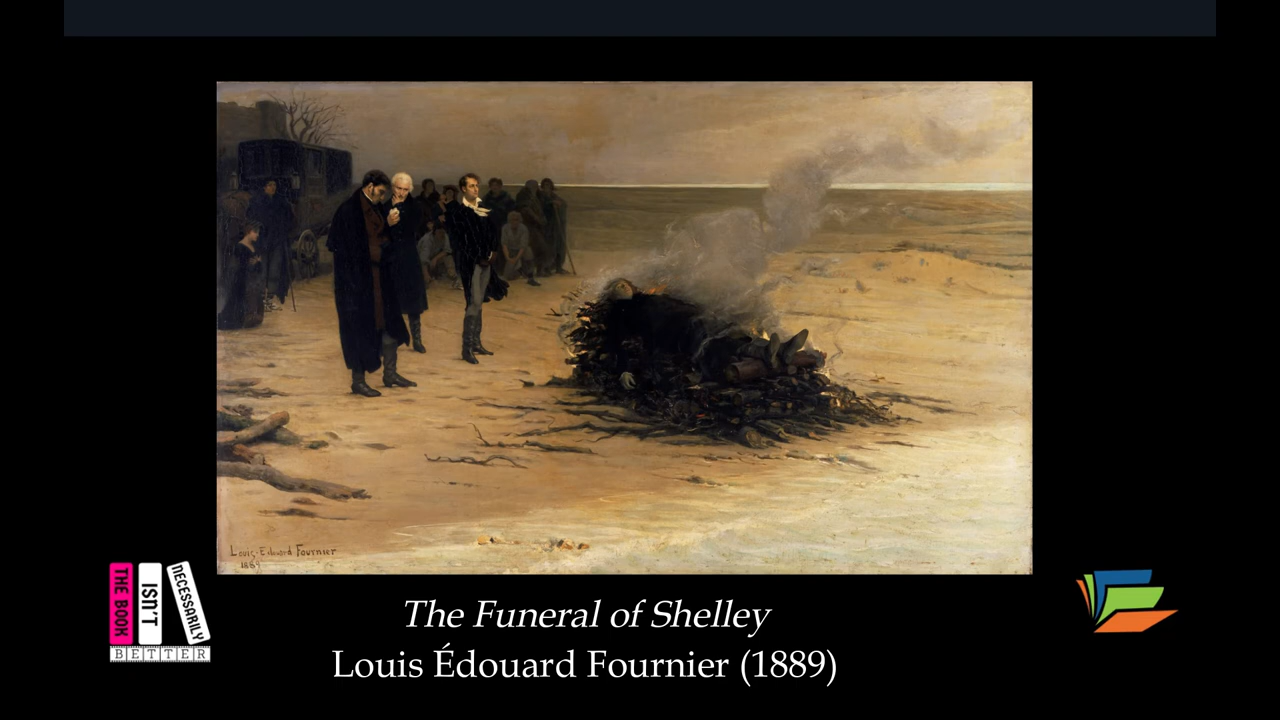 Louis-Edouard Fournier
1889
THE BOOK
ISN'T
NECESSARILY
BETTER
The Funeral of Shelley
Louis Édouard Fournier (1889)